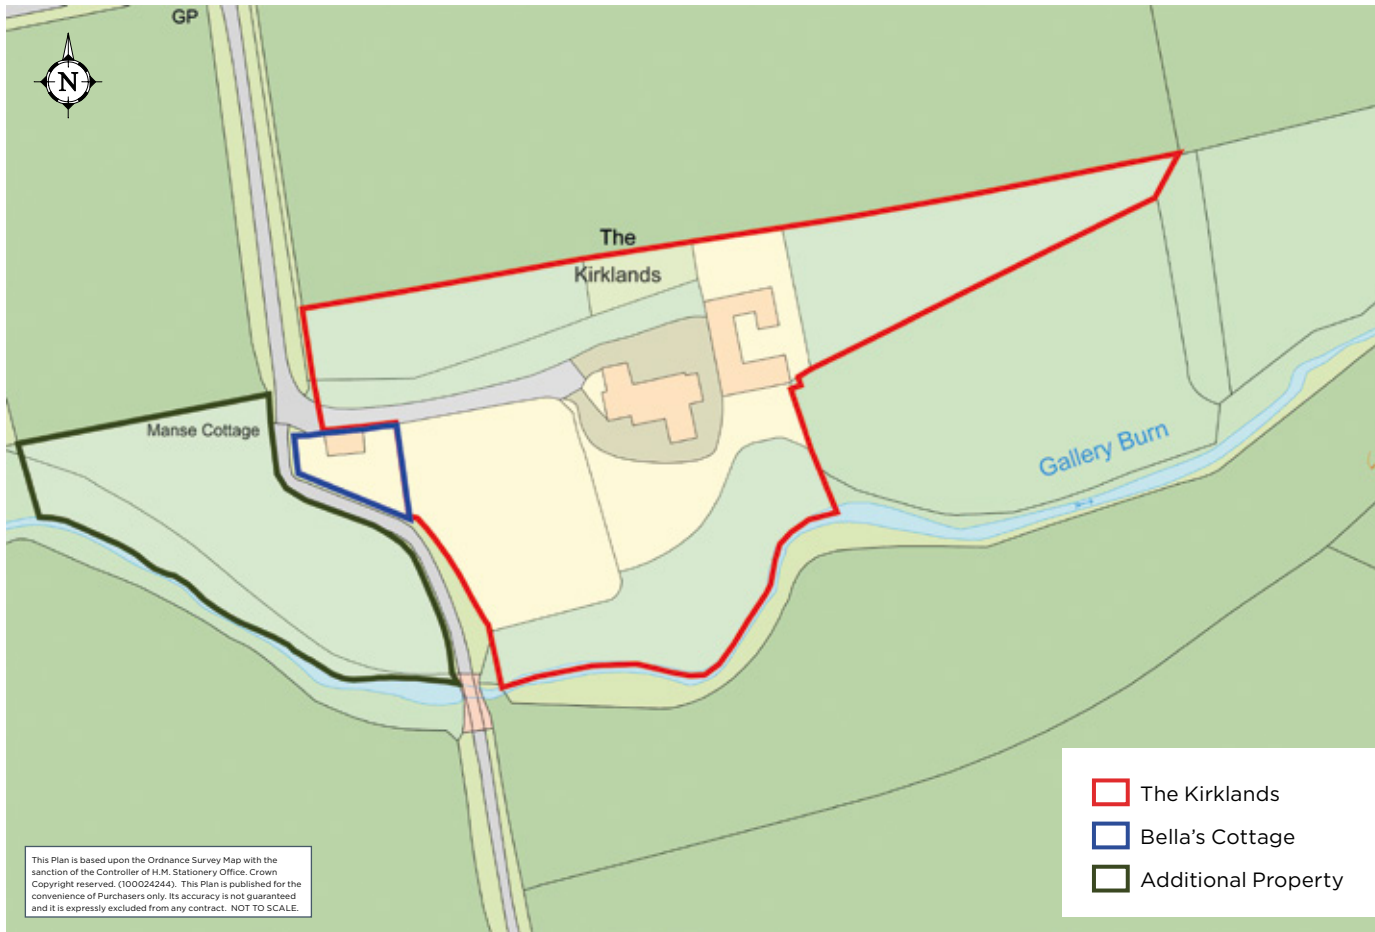 GP
N
The
Kirklands
Manse Cottage
Gallery Burn
The Kirklands
Bella's Cottage
Additional Property
This Plan is based upon the Ordnance Survey Map with the
sanction of the Controller of H.M. Stationery Office. Crown
Copyright reserved. (100024244). This Plan is published for the
convenience of Purchasers only. Its accuracy is not guaranteed
and it is expressly excluded from any contract. NOT TO SCALE.